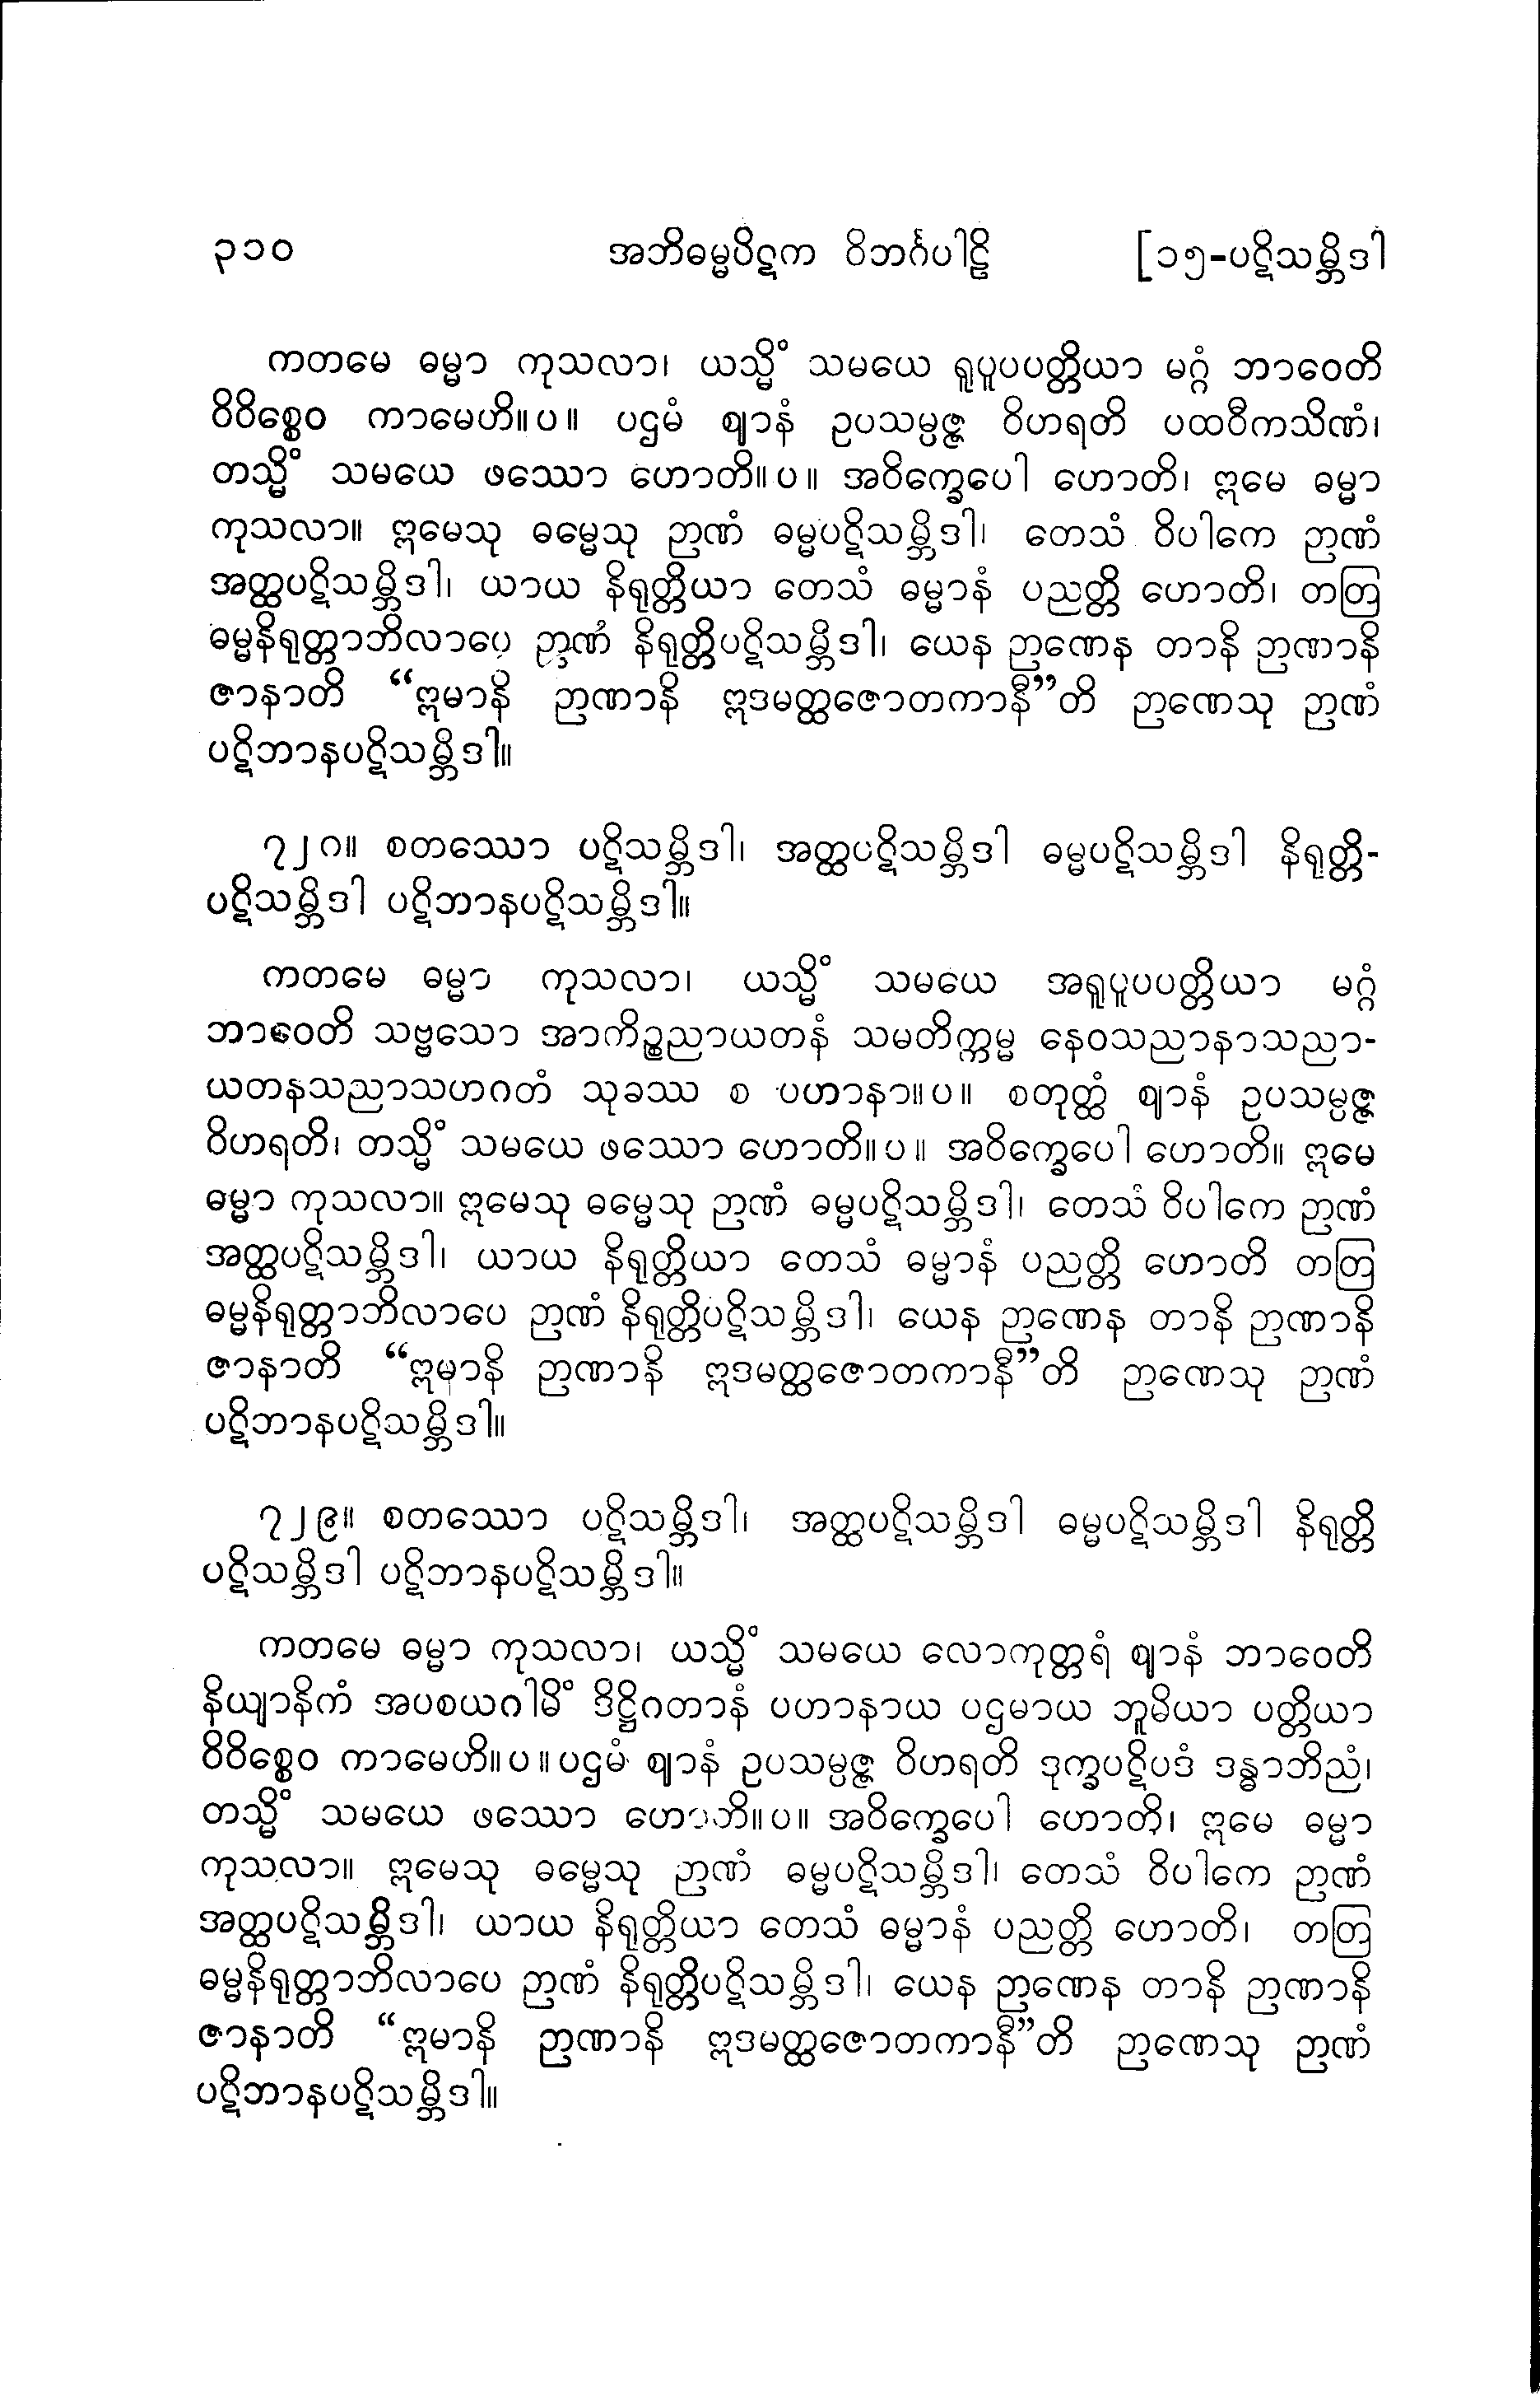 ၃၁၀ အဘိဓမ္မပိဋက ဝိဘင်္ဂပါဠိ [၁၅-ပဋိသမ္ဘိဒါ
ကတမေ ဓမ္မာ ကုသလာ၊ ယသ္မိံ သမယေ ရူပူပပတ္တိယာ မဂ္ဂံ ဘာဝေတိ
ဝိဝိစ္စေဝ ကာမေဟိ။ပ။ ပဌမံ ဈာနံ ဥပသမ္ပဇ္ဇ ဝိဟရတိ ပထဝီကသိဏံ၊
တသ္မိံ သမယေ ဖဿော ဟောတိ။ပ။ အဝိက္ခေပေါ ဟောတိ၊ ဣမေ ဓမ္မာ
ကုသလာ။ ဣမေသု ဓမ္မေသု ဉာဏံ ဓမ္မပဋိသမ္ဘိဒါ၊ တေသံ ဝိပါကေ ဉာဏံ
အတ္ထပဋိသမ္ဘိဒါ၊ ယာယ နိရုတ္တိယာ တေသံ ဓမ္မာနံ ပညတ္တိ ဟောတိ၊ တတြ
ဓမ္မနိရုတ္တာဘိလာပေ ဉာဏံ နိရုတ္တိပဋိသမ္ဘိဒါ၊ ယေန ဉာဏေန တာနိ ဉာဏာနိ
ဇာနာတိ “ဣမာနိ ဉာဏာနိ ဣဒမတ္ထဇောတကာနီ”တိ ဉာဏေသု ဉာဏံ
ပဋိဘာနပဋိသမ္ဘိဒါ။
၇၂၈။ စတဿော ပဋိသမ္ဘိဒါ၊ အတ္ထပဋိသမ္ဘိဒါ ဓမ္မပဋိသမ္ဘိဒါ နိရုတ္တိ-
ပဋိသမ္ဘိဒါ ပဋိဘာနပဋိသမ္ဘိဒါ။
ကတမေ ဓမ္မာ ကုသလာ၊ ယသ္မိံ သမယေ အရူပူပပတ္တိယာ မဂ္ဂံ
ဘာဝေတိ သဗ္ဗသော အာကိဉ္စညာယတနံ သမတိက္ကမ္မ နေဝသညာနာသညာ-
ယတနသညာသဟဂတံ သုခဿ စ ပဟာနာ။ပ။ စတုတ္ထံ ဈာနံ ဥပသမ္ပဇ္ဇ
ဝိဟရတိ၊ တသ္မိံ သမယေ ဖဿော ဟောတိ။ပ။ အဝိက္ခေပေါ ဟောတိ။ ဣမေ
ဓမ္မာ ကုသလာ။ ဣမေသု ဓမ္မေသု ဉာဏံ ဓမ္မပဋိသမ္ဘိဒါ၊ တေသံ ဝိပါကေ ဉာဏံ
အတ္ထပဋိသမ္ဘိဒါ၊ ယာယ နိရုတ္တိယာ တေသံ ဓမ္မာနံ ပညတ္တိ ဟောတိ တတြ
ဓမ္မနိရုတ္တာဘိလာပေ ဉာဏံ နိရုတ္တိပဋိသမ္ဘိဒါ၊ ယေန ဉာဏေန တာနိ ဉာဏာနိ
ဇာနာတိ “ဣမာနိ ဉာဏာနိ ဣဒမတ္ထဇောတကာနီ”တိ ဉာဏေသု ဉာဏံ
ပဋိဘာနပဋိသမ္ဘိဒါ။
၇၂၉။ စတဿော ပဋိသမ္ဘိဒါ၊ အတ္ထပဋိသမ္ဘိဒါ ဓမ္မပဋိသမ္ဘိဒါ နိရုတ္တိ
ပဋိသမ္ဘိဒါ ပဋိဘာနပဋိသမ္ဘိဒါ။
ကတမေ ဓမ္မာ ကုသလာ၊ ယသ္မိံ သမယေ လောကုတ္တရံ ဈာနံ ဘာဝေတိ
နိယျာနိကံ အပစယဂါမိံ ဒိဋ္ဌိဂတာနံ ပဟာနာယ ပဌမာယ ဘူမိယာ ပတ္တိယာ
ဝိဝိစ္စေဝ ကာမေဟိ။ပ။ပဌမံ ဈာနံ ဥပသမ္ပဇ္ဇ ဝိဟရတိ ဒုက္ခပဋိပဒံ ဒန္ဓာဘိညံ၊
တသ္မိံ သမယေ ဖဿော ဟောတိ။ပ။ အဝိက္ခေပေါ ဟောတိ၊ ဣမေ ဓမ္မာ
ကုသလာ။ ဣမေသု ဓမ္မေသု ဉာဏံ ဓမ္မပဋိသမ္ဘိဒါ၊ တေသံ ဝိပါကေ ဉာဏံ
အတ္ထပဋိသမ္ဘိဒါ၊ ယာယ နိရုတ္တိယာ တေသံ ဓမ္မာနံ ပညတ္တိ ဟောတိ၊ တတြ
ဓမ္မနိရုတ္တာဘိလာပေ ဉာဏံ နိရုတ္တိပဋိသမ္ဘိဒါ၊ ယေန ဉာဏေန တာနိ ဉာဏာနိ
ဇာနာတိ “ဣမာနိ ဉာဏာနိ ဣဒမတ္ထဇောတကာနီ”တိ ဉာဏေသု ဉာဏံ
ပဋိဘာနပဋိသမ္ဘိဒါ။